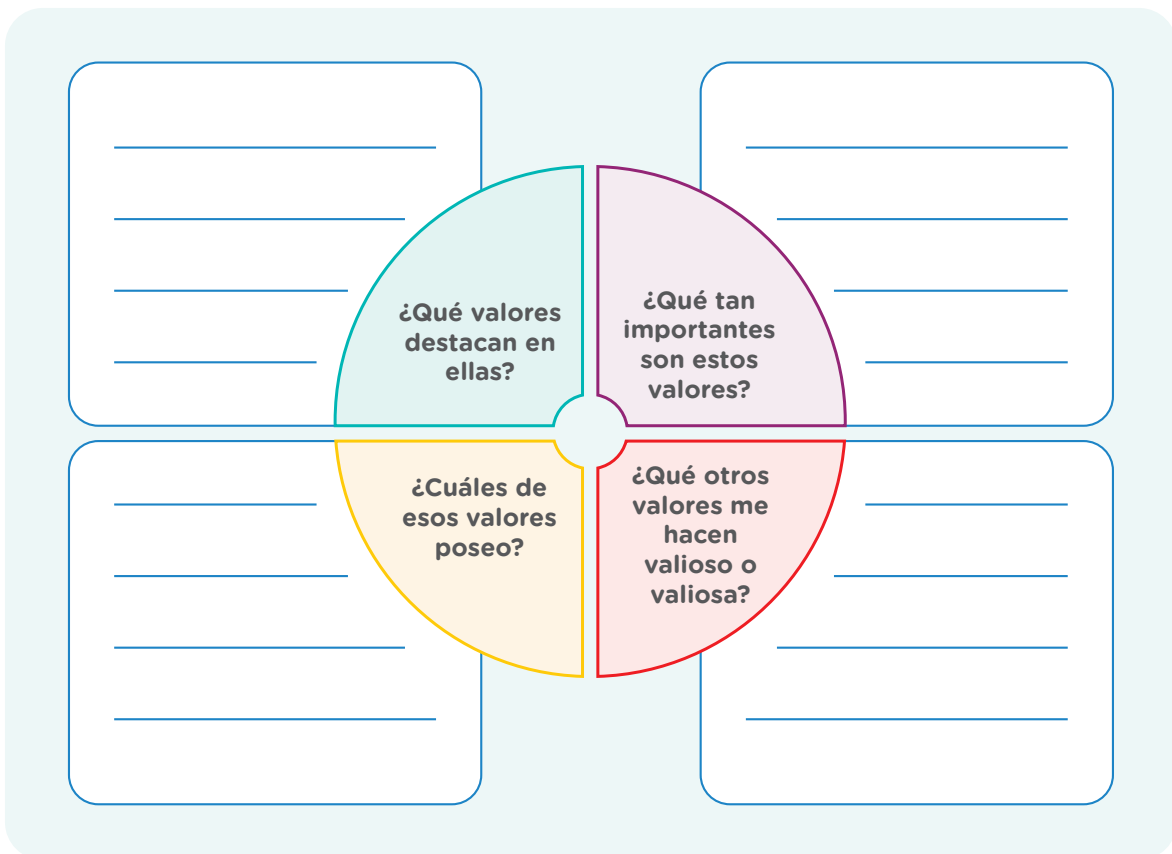 ¿Qué valores
destacan en
ellas?
¿Qué tan
importantes
son estos
valores?
¿Cuáles de
esos valores
poseo?
¿Qué otros
valores me
hacen
valioso o
valiosa?